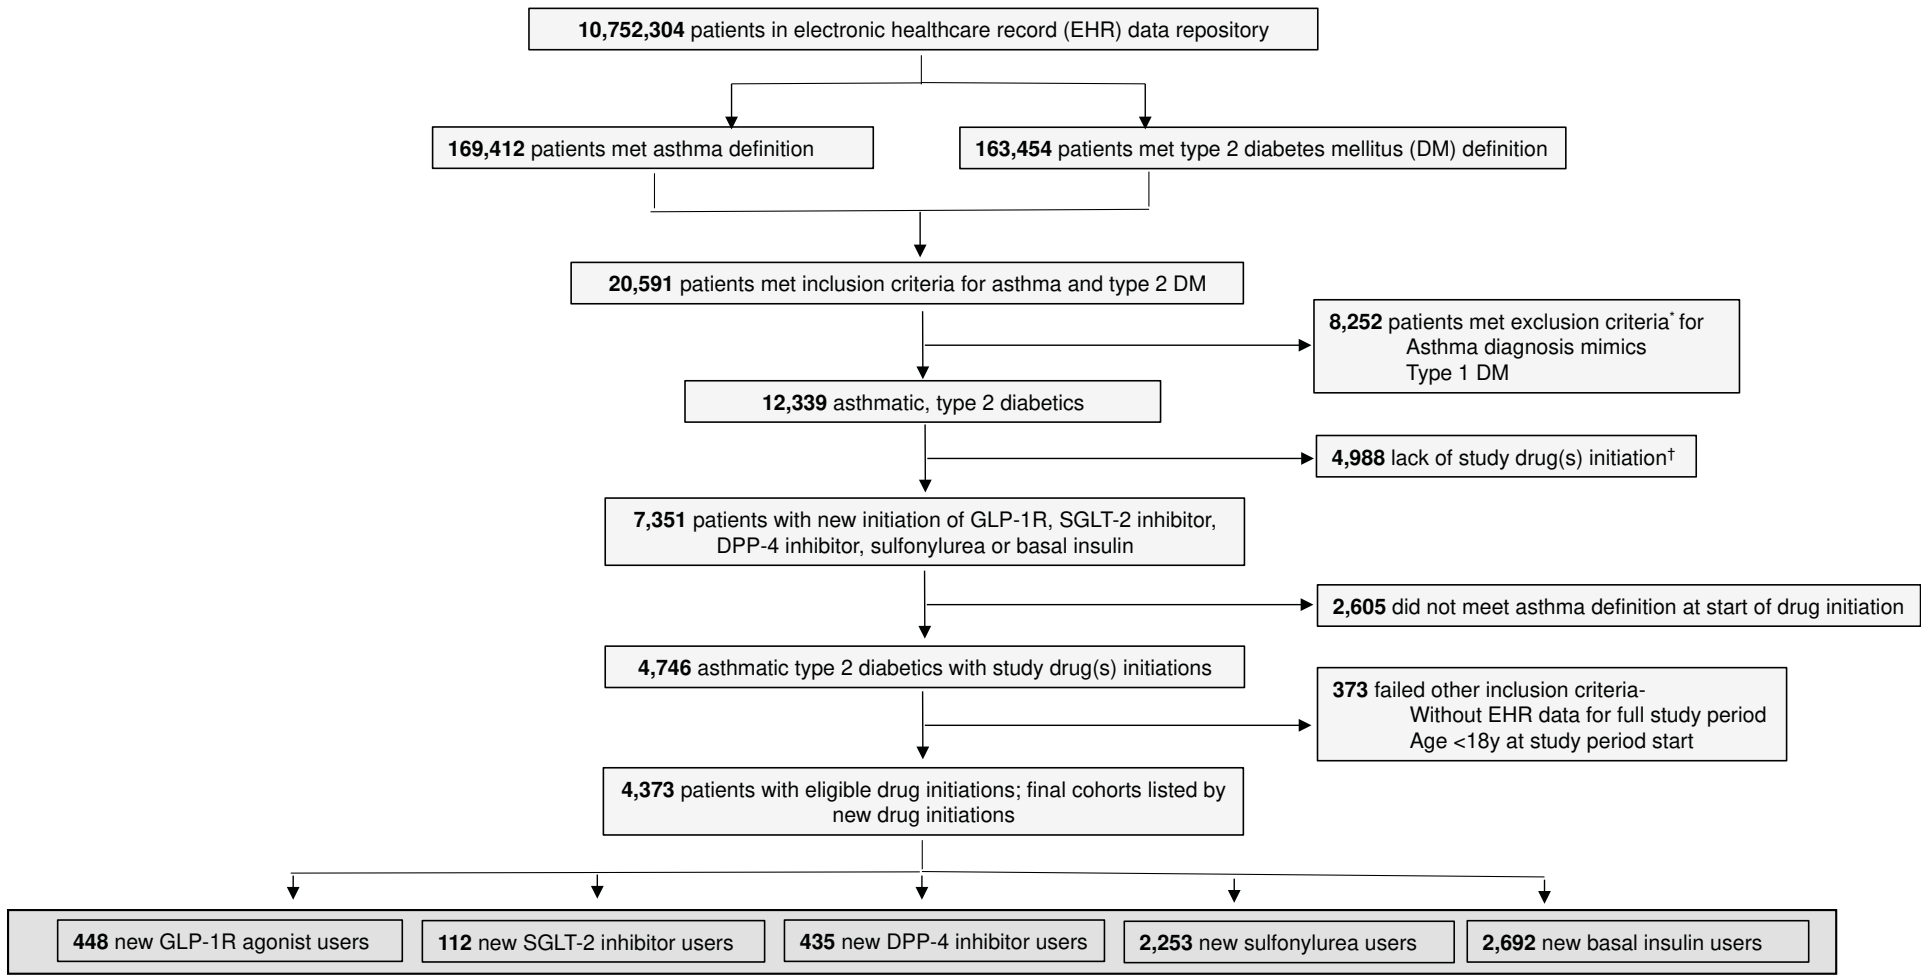 10,752,304 patients in electronic healthcare record (EHR) data repository
169,412 patients met asthma definition
163,454 patients met type 2 diabetes mellitus (DM) definition
20,591 patients met inclusion criteria for asthma and type 2 DM
8,252 patients met exclusion criteria* for
Asthma diagnosis mimics
Type 1 DM
12,339 asthmatic, type 2 diabetics
4,988 lack of study drug(s) initiation†
7,351 patients with new initiation of GLP-1R, SGLT-2 inhibitor,
DPP-4 inhibitor, sulfonylurea or basal insulin
2,605 did not meet asthma definition at start of drug initiation
4,746 asthmatic type 2 diabetics with study drug(s) initiations
373 failed other inclusion criteria-
Without EHR data for full study period
Age <18y at study period start
4,373 patients with eligible drug initiations; final cohorts listed by
new drug initiations
448 new GLP-1R agonist users
112 new SGLT-2 inhibitor users
435 new DPP-4 inhibitor users
2,253 new sulfonylurea users
2,692 new basal insulin users